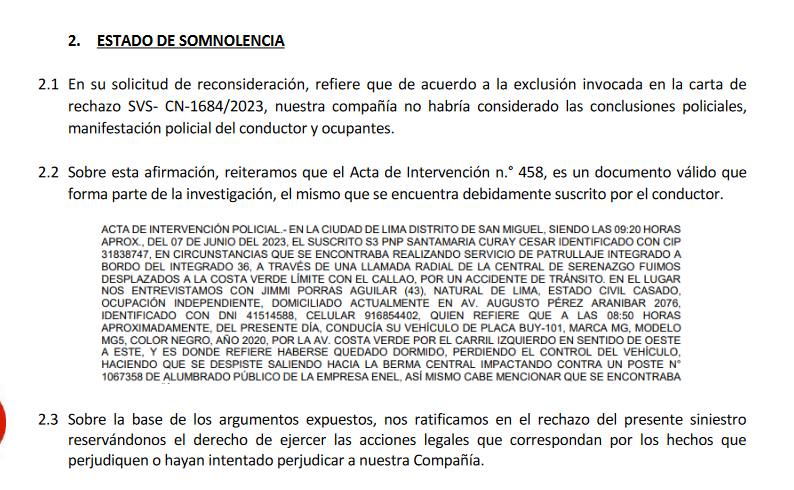 2. ESTADO DE SOMNOLENCIA
2.1 En su solicitud de reconsideración, refiere que de acuerdo a la exclusión invocada en la carta de
rechazo SVS- CN-1684/2023, nuestra compañía no habría considerado las conclusiones policiales,
manifestación policial del conductor y ocupantes.
2.2 Sobre esta afirmación, reiteramos que el Acta de Intervención n.° 458, es un documento válido que
forma parte de la investigación, el mismo que se encuentra debidamente suscrito por el conductor.
ACTA DE INTERVENCIÓN POLICIAL.- EN LA CIUDAD DE LIMA DISTRITO DE SAN MIGUEL, SIENDO LAS 09:20 HORAS
APROX., DEL 07 DE JUNIO DEL 2023, EL SUSCRITO S3 PNP SANTAMARIA CURAY CESAR IDENTIFICADO CON CIP
31838747, EN CIRCUNSTANCIAS QUE SE ENCONTRABA REALIZANDO SERVICIO DE PATRULLAJE INTEGRADO A
BORDO DEL INTEGRADO 36, A TRAVÉS DE UNA LLAMADA RADIAL DE LA CENTRAL DE SERENAZGO FUIMOS
DESPLAZADOS A LA COSTA VERDE LÍMITE CON EL CALLAO, POR UN ACCIDENTE DE TRÁNSITO. EN EL LUGAR
NOS ENTREVISTAMOS CON JIMMI PORRAS AGUILAR (43), NATURAL DE LIMA, ESTADO CIVIL CASADO,
OCUPACIÓN INDEPENDIENTE, DOMICILIADO ACTUALMENTE EN AV. AUGUSTO PÉREZ ARANIBAR 2076,
IDENTIFICADO CON DNI 41514588, CELULAR 916854402, QUIEN REFIERE QUE A LAS 08:50 HORAS
APROXIMADAMENTE, DEL PRESENTE DÍA, CONDUCÍA SU VEHÍCULO DE PLACA BUY-101, MARCA MG, MODELO
MG5, COLOR NEGRO, AÑO 2020, POR LA AV. COSTA VERDE POR EL CARRIL IZQUIERDO EN SENTIDO DE OESTE
A ESTE, Y ES DONDE REFIERE HABERSE QUEDADO DORMIDO, PERDIENDO EL CONTROL DEL VEHÍCULO,
HACIENDO QUE SE DESPISTE SALIENDO HACIA LA BERMA CENTRAL IMPACTANDO CONTRA UN POSTE N°
1067358 DE ALUMBRADO PÚBLICO DE LA EMPRESA ENEL, ASÍ MISMO CABE MENCIONAR QUE SE ENCONTRABA
2.3 Sobre la base de los argumentos expuestos, nos ratificamos en el rechazo del presente siniestro
reservándonos el derecho de ejercer las acciones legales que correspondan por los hechos que
perjudiquen o hayan intentado perjudicar a nuestra Compañía.